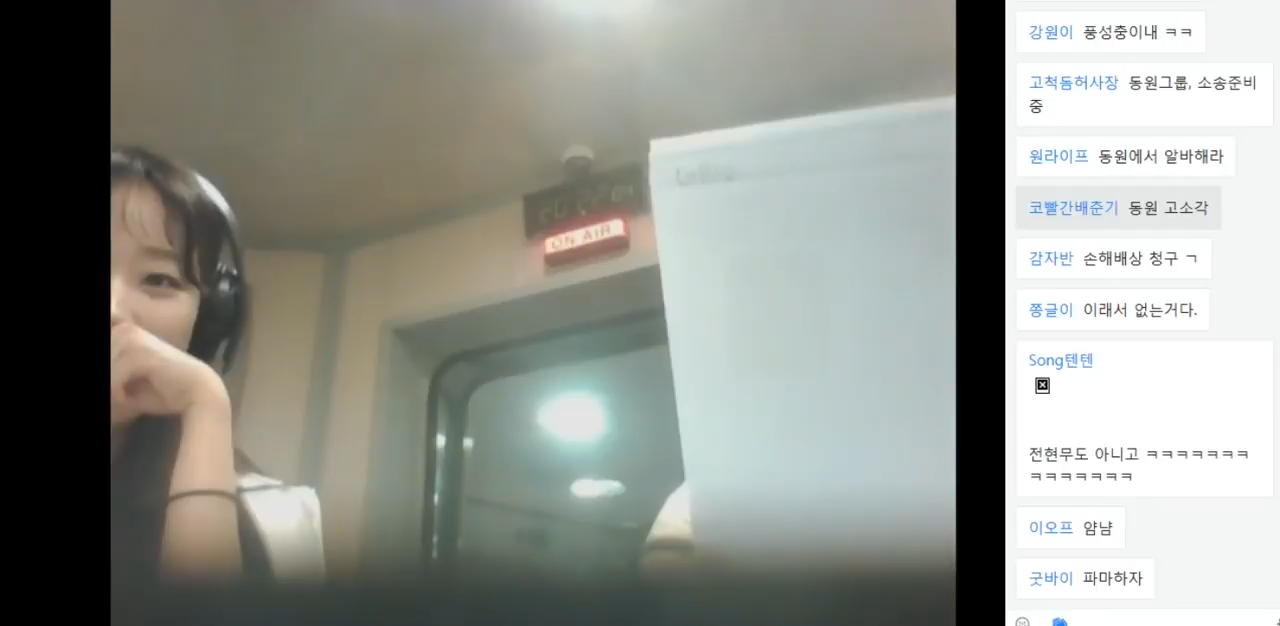 ON AIR
강원이 풍성충이내 ㅋㅋ
고척돔허사장 동원그룹, 소송준비
중
원라이프 동원에서 알바해라
코빨간배준기 동원 고소각
감자반 손해배상 청구 ㄱ
쫑글이 이래서 없는거다.
Song텐텐
전현무도 아니고 ㅋㅋㅋㅋㅋㅋㅋ
ㅋㅋㅋㅋㅋㅋㅋ
이오프 얌냠
굿바이 파마하자